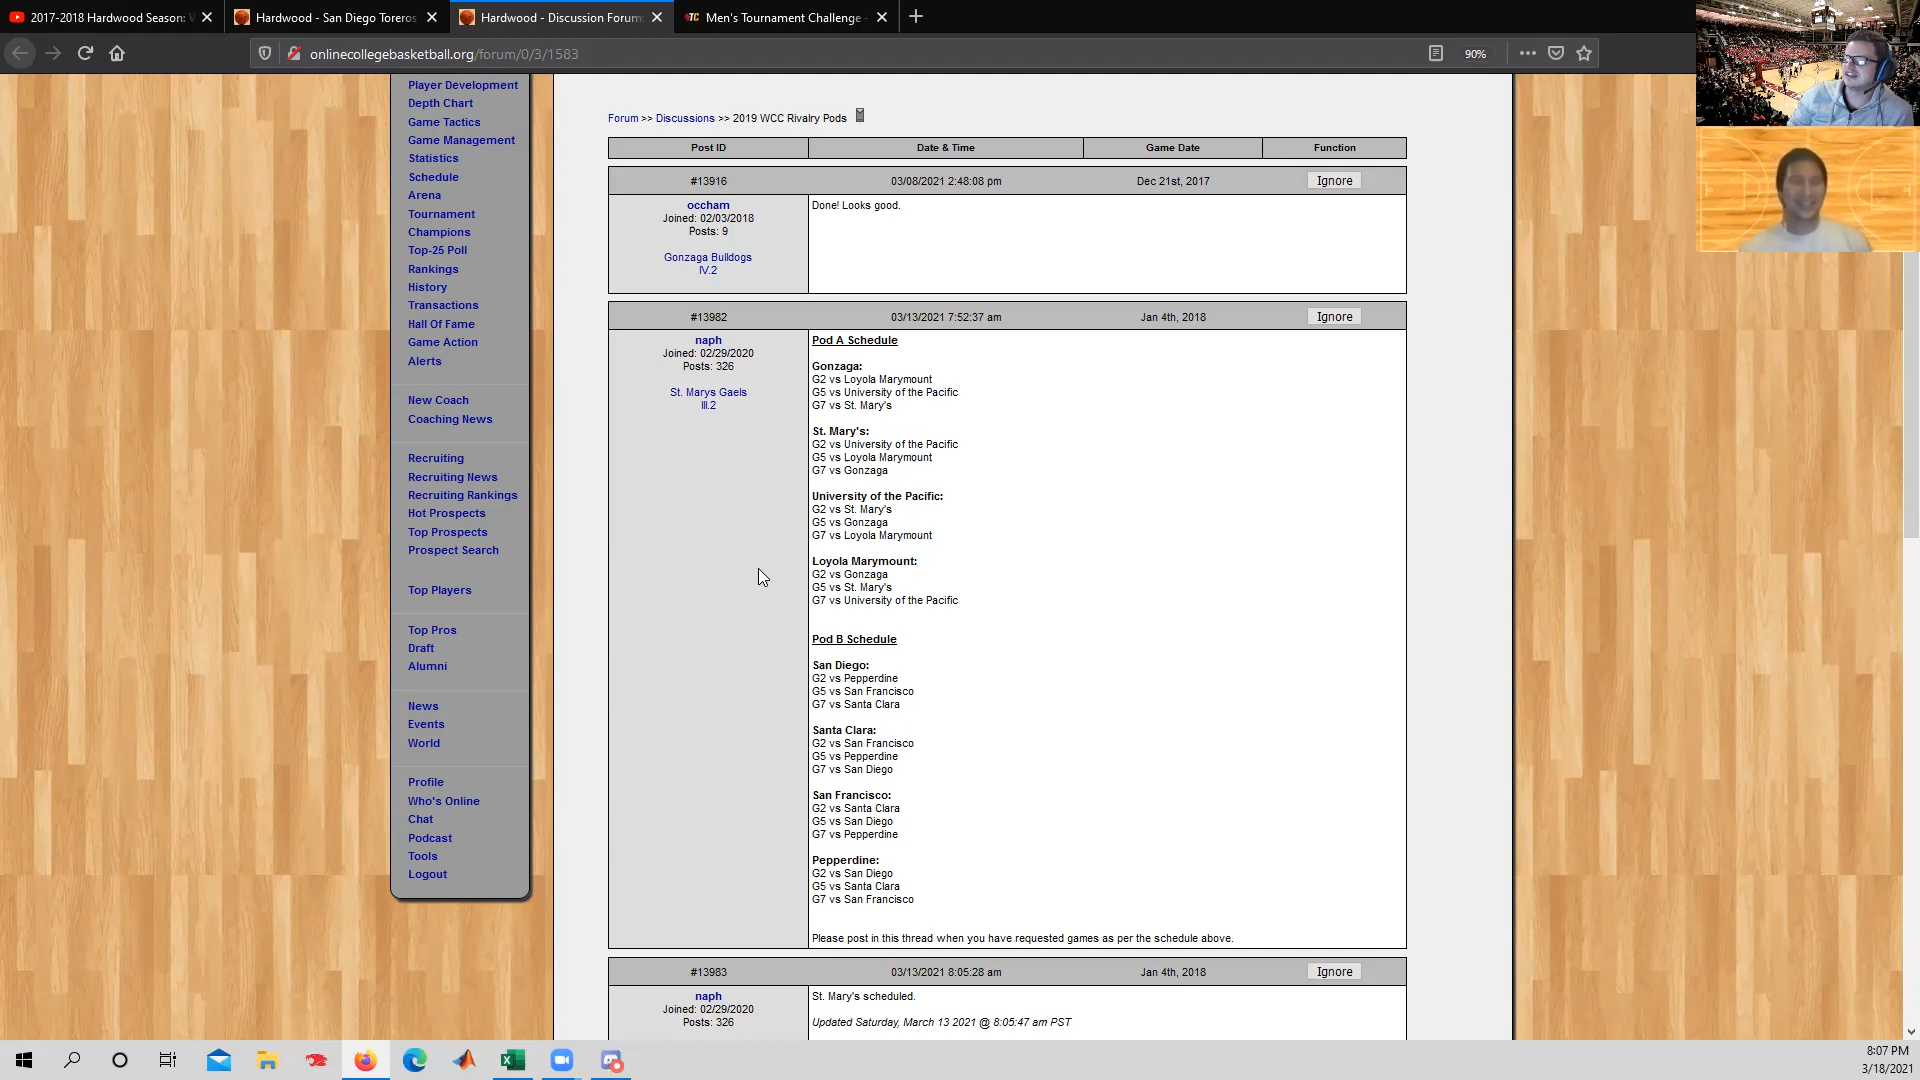 2017-2018 Hardwood Season: W
Hardwood - San Diego Toreros
Hardwood - Discussion Forum:
Men's Tournament Challenge -
onlinecollegebasketball.org/forum/0/3/1583
90%
Player Development
Depth Chart
Game Tactics
Game Management
Statistics
Schedule
Arena
Tournament
Champions
Top-25 Poll
Rankings
History
Transactions
Hall Of Fame
Game Action
Alerts
New Coach
Coaching News
Recruiting
Recruiting News
Recruiting Rankings
Hot Prospects
Top Prospects
Prospect Search
Top Players
Top Pros
Draft
Alumni
News
Events
World
Profile
Who's Online
Chat
Podcast
Tools
Logout
Forum >> Discussions >> 2019 WCC Rivalry Pods
Post ID Date & Time Game Date Function
#13916 03/08/2021 2:48:08 pm Dec 21st, 2017 Ignore
occham
Joined: 02/03/2018
Posts: 9
Gonzaga Bulldogs
IV.2
Done! Looks good.
#13982 03/13/2021 7:52:37 am Jan 4th, 2018 Ignore
naph
Joined: 02/29/2020
Posts: 326
St. Marys Gaels
III.2
Pod A Schedule
Gonzaga:
G2 vs Loyola Marymount
G5 vs University of the Pacific
G7 vs St. Mary's
St. Mary's:
G2 vs University of the Pacific
G5 vs Loyola Marymount
G7 vs Gonzaga
University of the Pacific:
G2 vs St. Mary's
G5 vs Gonzaga
G7 vs Loyola Marymount
Loyola Marymount:
G2 vs Gonzaga
G5 vs St. Mary's
G7 vs University of the Pacific
Pod B Schedule
San Diego:
G2 vs Pepperdine
G5 vs San Francisco
G7 vs Santa Clara
Santa Clara:
G2 vs San Francisco
G5 vs Pepperdine
G7 vs San Diego
San Francisco:
G2 vs Santa Clara
G5 vs San Diego
G7 vs Pepperdine
Pepperdine:
G2 vs San Diego
G5 vs Santa Clara
G7 vs San Francisco
Please post in this thread when you have requested games as per the schedule above.
#13983 03/13/2021 8:05:28 am Jan 4th, 2018 Ignore
naph
Joined: 02/29/2020
Posts: 326
St. Mary's scheduled.
Updated Saturday, March 13 2021 @ 8:05:47 am PST
8:07 PM
3/18/2021